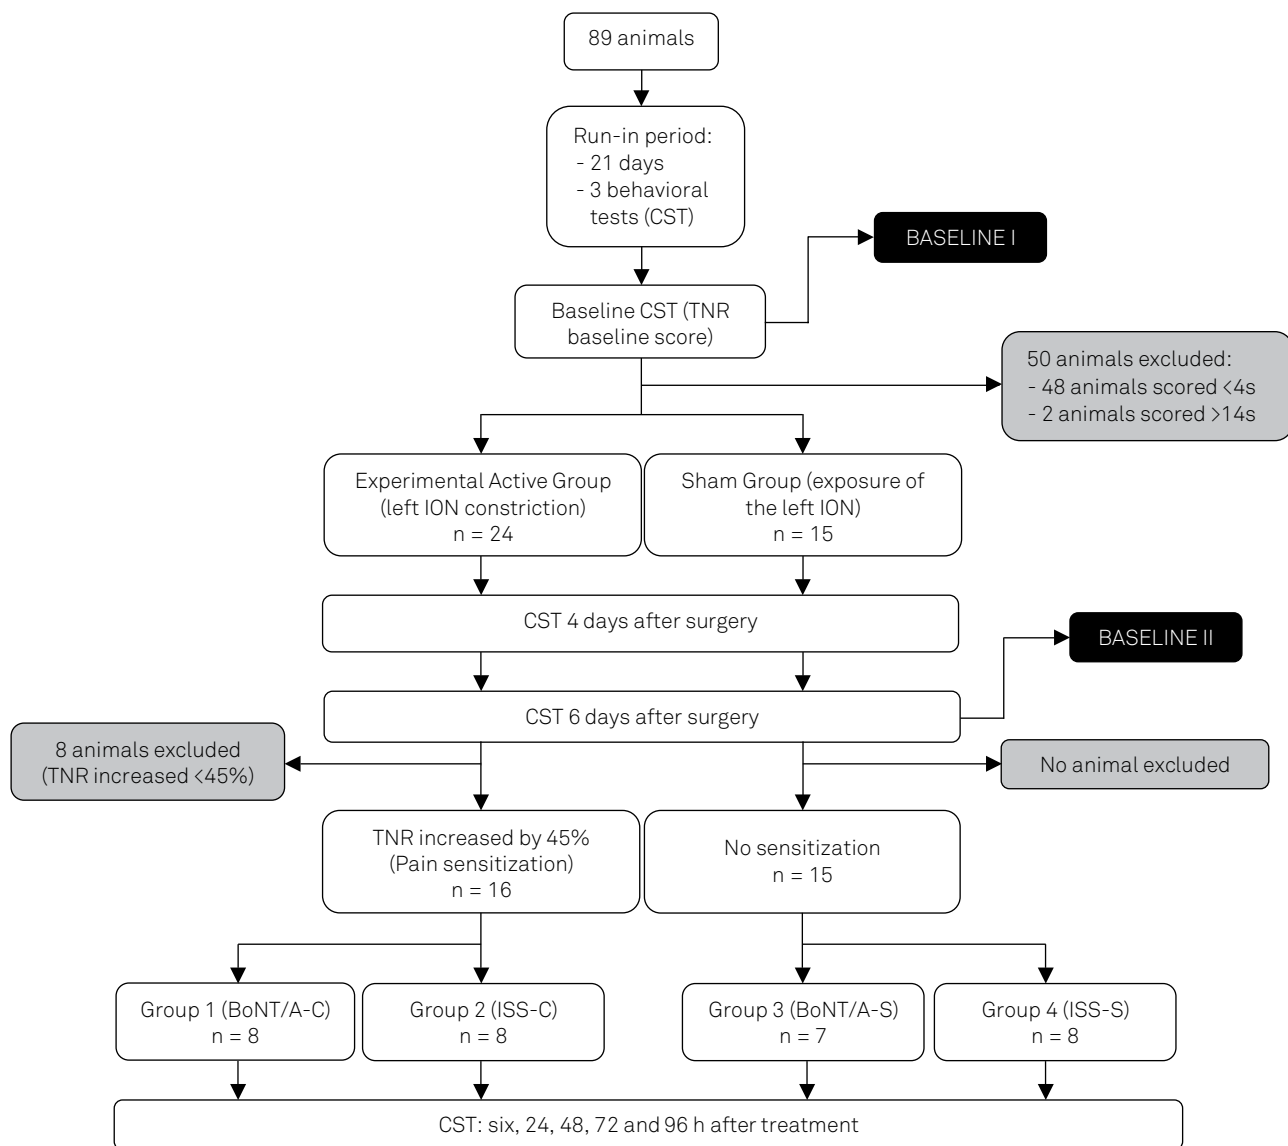 89 animals
Run-in period:
- 21 days
- 3 behavioral
tests (CST)
BASELINE I
Baseline CST (TNR
baseline score)
50 animals excluded:
- 48 animals scored <4s
- 2 animals scored >14s
Experimental Active Group
(left ION constriction)
n = 24
Sham Group (exposure of
the left ION)
n = 15
CST 4 days after surgery
BASELINE II
CST 6 days after surgery
8 animals excluded
(TNR increased <45%)
No animal excluded
TNR increased by 45%
(Pain sensitization)
n = 16
No sensitization
n = 15
Group 1 (BoNT/A-C)
n = 8
Group 2 (ISS-C)
n = 8
Group 3 (BoNT/A-S)
n = 7
Group 4 (ISS-S)
n = 8
CST: six, 24, 48, 72 and 96 h after treatment